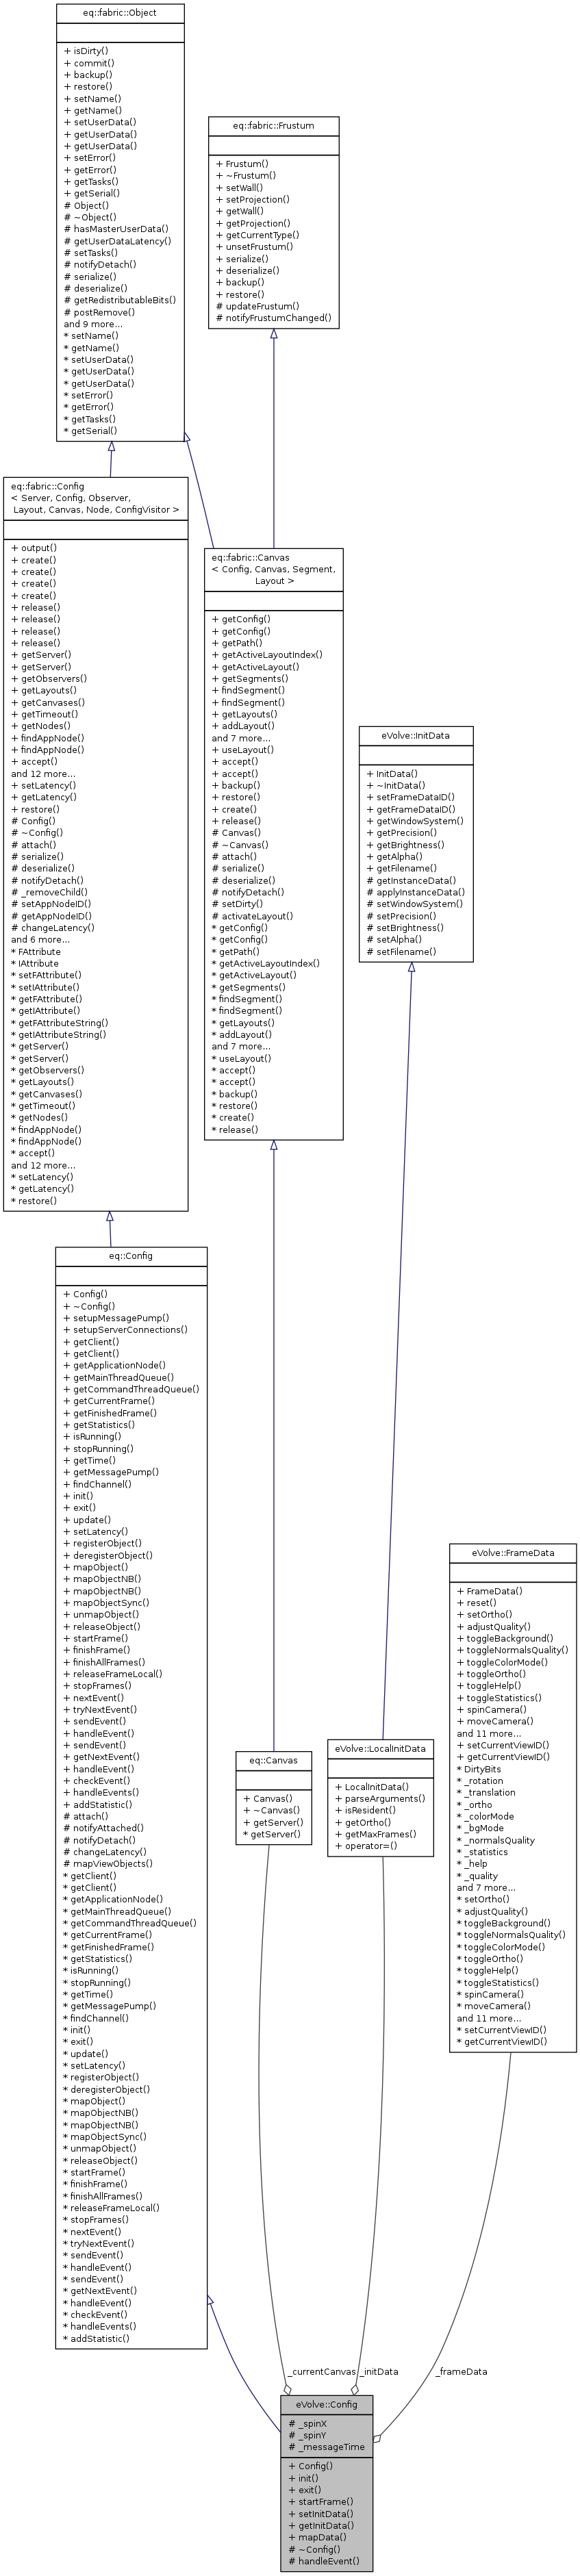 eq::fabric::Object
+ isDirty()
+ commit()
+ backup()
+ restore()
+ setName()
+ getName()
+ setUserData()
+ getUserData()
+ getUserData()
+ setError()
+ getError()
+ getTasks()
+ getSerial()
# Object()
# ~Object()
# hasMasterUserData()
# getUserDataLatency()
# setTasks()
# notifyDetach()
# serialize()
# deserialize()
# getRedistributableBits()
# postRemove()
and 9 more...
* setName()
* getName()
* setUserData()
* getUserData()
* getUserData()
* setError()
* getError()
* getTasks()
* getSerial()
eq::fabric::Frustum
+ Frustum()
+ ~Frustum()
+ setWall()
+ setProjection()
+ getWall()
+ getProjection()
+ getCurrentType()
+ unsetFrustum()
+ serialize()
+ deserialize()
+ backup()
+ restore()
# updateFrustum()
# notifyFrustumChanged()
eq::fabric::Config
< Server, Config, Observer,
Layout, Canvas, Node, ConfigVisitor >
+ output()
+ create()
+ create()
+ create()
+ create()
+ release()
+ release()
+ release()
+ release()
+ getServer()
+ getServer()
+ getObservers()
+ getLayouts()
+ getCanvases()
+ getTimeout()
+ getNodes()
+ findAppNode()
+ findAppNode()
+ accept()
and 12 more...
+ setLatency()
+ getLatency()
+ restore()
# Config()
# ~Config()
# attach()
# serialize()
# deserialize()
# notifyDetach()
# _removeChild()
# setAppNodeID()
# getAppNodeID()
# changeLatency()
and 6 more...
* FAttribute
* IAttribute
* setFAttribute()
* setIAttribute()
* getFAttribute()
* getIAttribute()
* getFAttributeString()
* getIAttributeString()
* getServer()
* getServer()
* getObservers()
* getLayouts()
* getCanvases()
* getTimeout()
* getNodes()
* findAppNode()
* findAppNode()
* accept()
and 12 more...
* setLatency()
* getLatency()
* restore()
eq::fabric::Canvas
< Config, Canvas, Segment,
Layout >
+ getConfig()
+ getConfig()
+ getPath()
+ getActiveLayoutIndex()
+ getActiveLayout()
+ getSegments()
+ findSegment()
+ findSegment()
+ getLayouts()
+ addLayout()
and 7 more...
+ useLayout()
+ accept()
+ accept()
+ backup()
+ restore()
+ create()
+ release()
# Canvas()
# ~Canvas()
# attach()
# serialize()
# deserialize()
# notifyDetach()
# setDirty()
# activateLayout()
* getConfig()
* getConfig()
* getPath()
* getActiveLayoutIndex()
* getActiveLayout()
* getSegments()
* findSegment()
* findSegment()
* getLayouts()
* addLayout()
and 7 more...
* useLayout()
* accept()
* accept()
* backup()
* restore()
* create()
* release()
eVolve::InitData
+ InitData()
+ ~InitData()
+ setFrameDataID()
+ getFrameDataID()
+ getWindowSystem()
+ getPrecision()
+ getBrightness()
+ getAlpha()
+ getFilename()
# getInstanceData()
# applyInstanceData()
# setWindowSystem()
# setPrecision()
# setBrightness()
# setAlpha()
# setFilename()
eq::Config
+ Config()
+ ~Config()
+ setupMessagePump()
+ setupServerConnections()
+ getClient()
+ getClient()
+ getApplicationNode()
+ getMainThreadQueue()
+ getCommandThreadQueue()
+ getCurrentFrame()
+ getFinishedFrame()
+ getStatistics()
+ isRunning()
+ stopRunning()
+ getTime()
+ getMessagePump()
+ findChannel()
+ init()
+ exit()
+ update()
+ setLatency()
+ registerObject()
+ deregisterObject()
+ mapObject()
+ mapObjectNB()
+ mapObjectNB()
+ mapObjectSync()
+ unmapObject()
+ releaseObject()
+ startFrame()
+ finishFrame()
+ finishAllFrames()
+ releaseFrameLocal()
+ stopFrames()
+ nextEvent()
+ tryNextEvent()
+ sendEvent()
+ handleEvent()
+ sendEvent()
+ getNextEvent()
+ handleEvent()
+ checkEvent()
+ handleEvents()
+ addStatistic()
# attach()
# notifyAttached()
# notifyDetach()
# changeLatency()
# mapViewObjects()
* getClient()
* getClient()
* getApplicationNode()
* getMainThreadQueue()
* getCommandThreadQueue()
* getCurrentFrame()
* getFinishedFrame()
* getStatistics()
* isRunning()
* stopRunning()
* getTime()
* getMessagePump()
* findChannel()
* init()
* exit()
* update()
* setLatency()
* registerObject()
* deregisterObject()
* mapObject()
* mapObjectNB()
* mapObjectNB()
* mapObjectSync()
* unmapObject()
* releaseObject()
* startFrame()
* finishFrame()
* finishAllFrames()
* releaseFrameLocal()
* stopFrames()
* nextEvent()
* tryNextEvent()
* sendEvent()
* handleEvent()
* sendEvent()
* getNextEvent()
* handleEvent()
* checkEvent()
* handleEvents()
* addStatistic()
eq::Canvas
+ Canvas()
+ ~Canvas()
+ getServer()
* getServer()
eVolve::LocalInitData
+ LocalInitData()
+ parseArguments()
+ isResident()
+ getOrtho()
+ getMaxFrames()
+ operator=()
eVolve::FrameData
+ FrameData()
+ reset()
+ setOrtho()
+ adjustQuality()
+ toggleBackground()
+ toggleNormalsQuality()
+ toggleColorMode()
+ toggleOrtho()
+ toggleHelp()
+ toggleStatistics()
+ spinCamera()
+ moveCamera()
and 11 more...
+ setCurrentViewID()
+ getCurrentViewID()
* DirtyBits
* _rotation
* _translation
* _ortho
* _colorMode
* _bgMode
* _normalsQuality
* _statistics
* _help
* _quality
and 7 more...
* setOrtho()
* adjustQuality()
* toggleBackground()
* toggleNormalsQuality()
* toggleColorMode()
* toggleOrtho()
* toggleHelp()
* toggleStatistics()
* spinCamera()
* moveCamera()
and 11 more...
* setCurrentViewID()
* getCurrentViewID()
_currentCanvas
_initData
_frameData
eVolve::Config
# _spinX
# _spinY
# _messageTime
+ Config()
+ init()
+ exit()
+ startFrame()
+ setInitData()
+ getInitData()
+ mapData()
# ~Config()
# handleEvent()